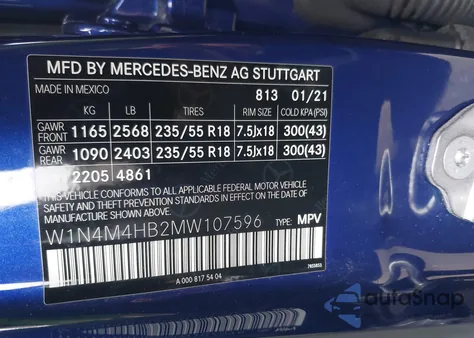 MFD BY MERCEDES-BENZ AG STUTTGART
MADE IN MEXICO 813 01/21
KG LB TIRES RIM SIZE COLD KPA(PSI)
GAWR FRONT 1165 2568 235/55 R18 7.5Jx18 300(43)
GAWR REAR 1090 2403 235/55 R18 7.5Jx18 300(43)
2205 4861
THIS VEHICLE CONFORMS TO ALL APPLICABLE FEDERAL MOTOR VEHICLE
SAFETY AND THEFT PREVENTION STANDARDS IN EFFECT ON THE DATE
OF MANUFACTURE SHOWN ABOVE.
W1N4M4HB2MW107596 TYPE: MPV
A 000 817 54 04
autoSnap